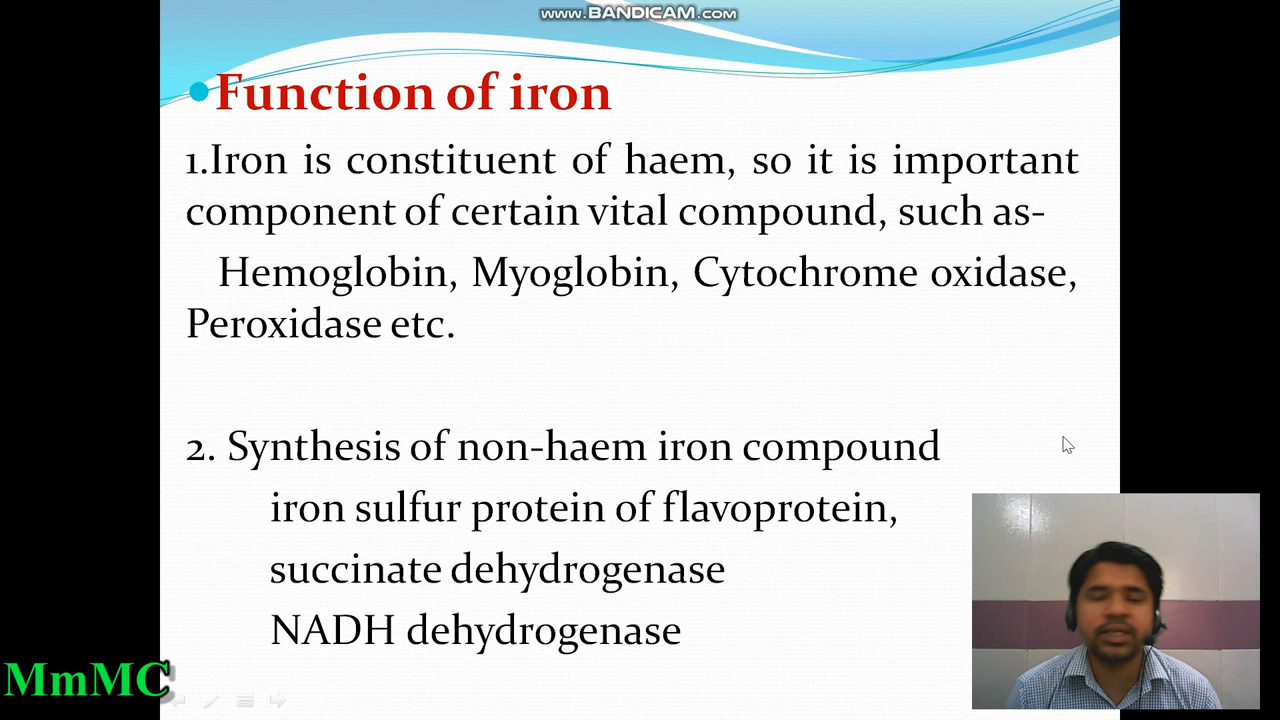 www.BANDICAM.com
Function of iron
1.Iron is constituent of haem, so it is important
component of certain vital compound, such as-
Hemoglobin, Myoglobin, Cytochrome oxidase,
Peroxidase etc.
2. Synthesis of non-haem iron compound
iron sulfur protein of flavoprotein,
succinate dehydrogenase
NADH dehydrogenase
MmMC